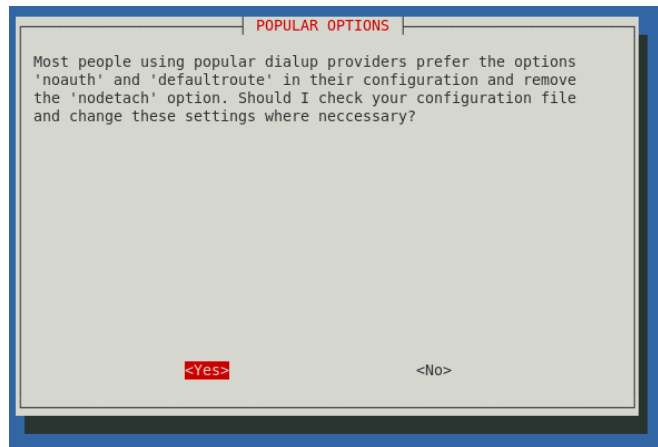 POPULAR OPTIONS
Most people using popular dialup providers prefer the options
'noauth' and 'defaultroute' in their configuration and remove
the 'nodetach' option. Should I check your configuration file
and change these settings where neccessary?
<Yes> <No>